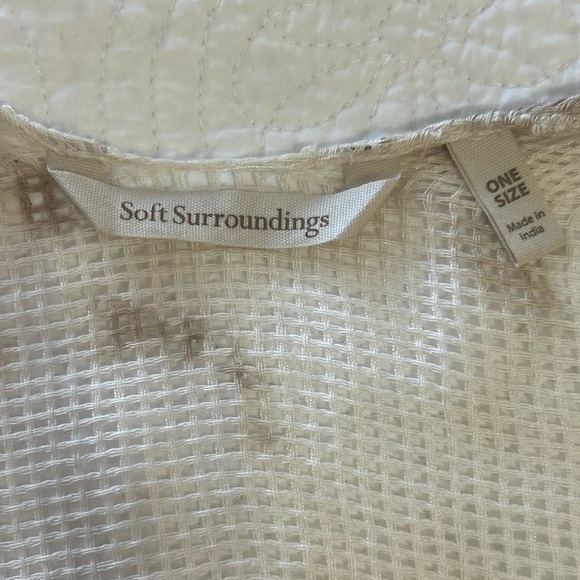 Soft Surroundings
ONE
SIZE
Made in
India